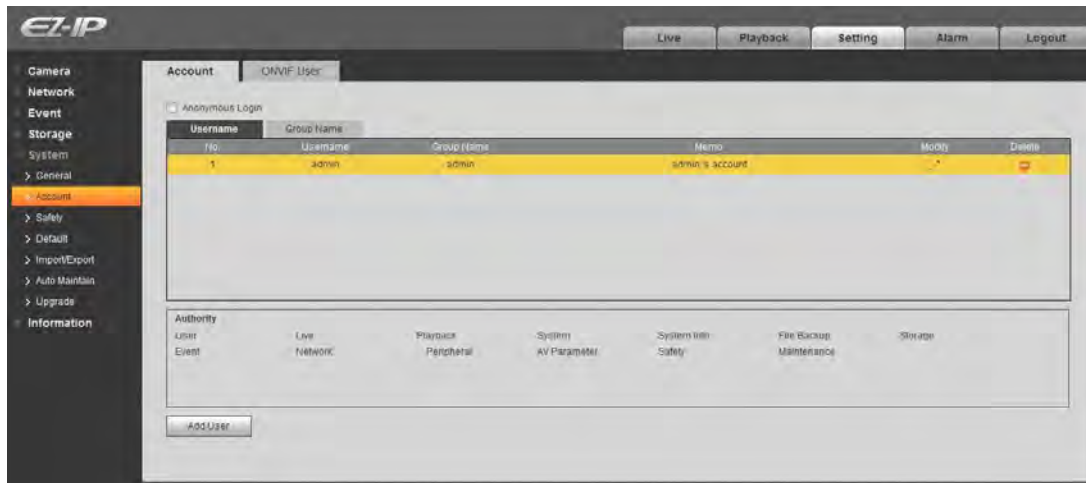 EZ-IP
Live Playback Setting Alarm Logout
Camera
Network
Event
Storage
System
> General
Account
> Safety
> Default
> Import/Export
> Auto Maintain
> Upgrade
Information
Account ONVIF User
Anonymous Login
Username Group Name
No. Username Group Name Memo Modify Delete
1 admin admin admin 's account
Authority
User Live Playback System System Info File Backup Storage
Event Network Peripheral AV Parameter Safety Maintenance
Add User